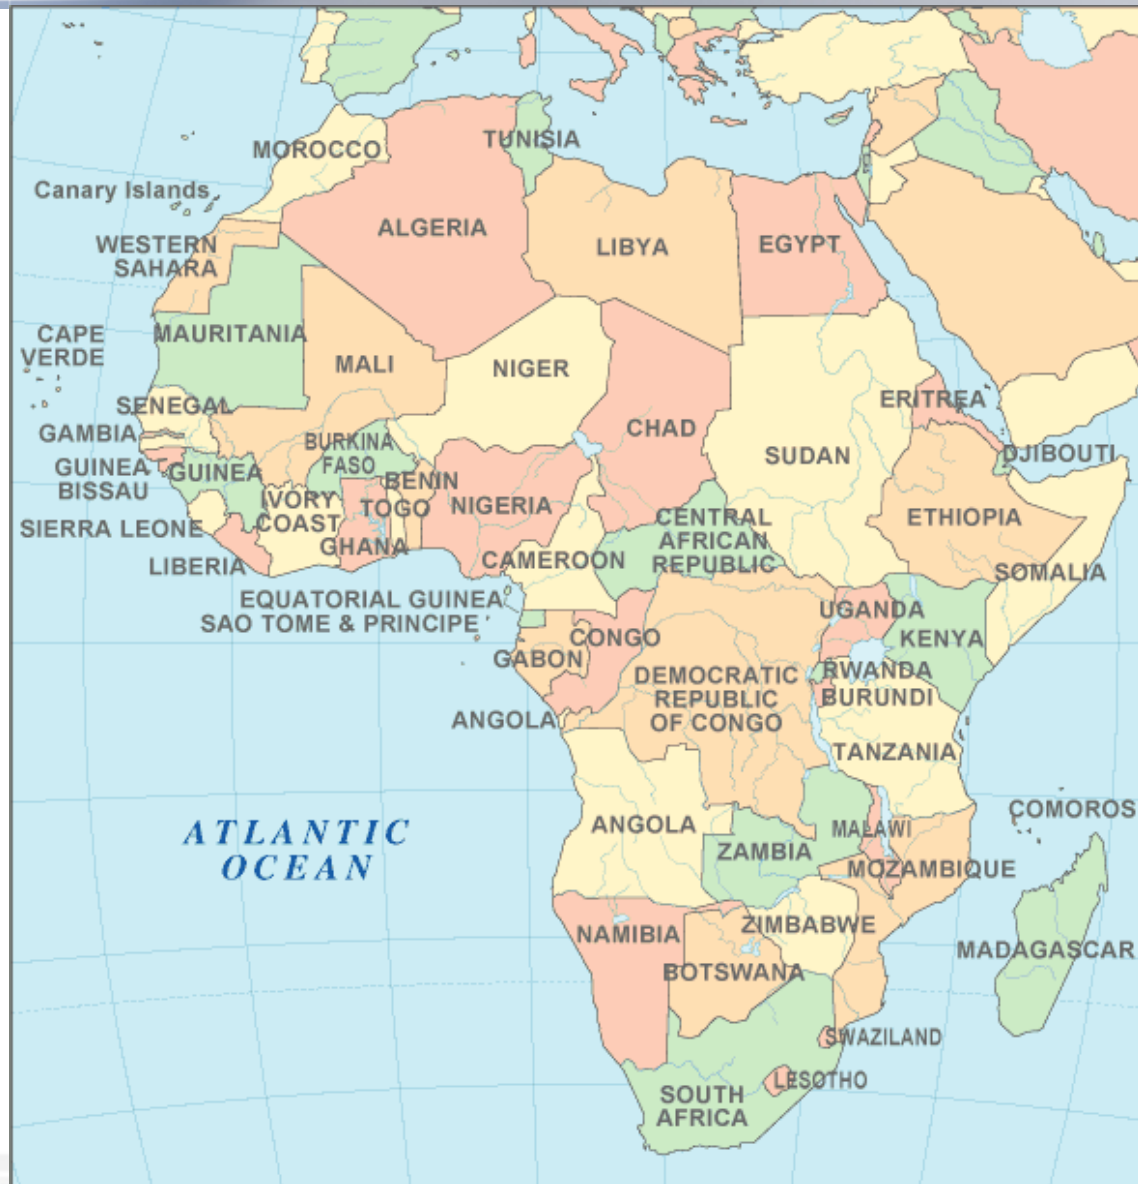 MOROCCO
TUNISIA
Canary Islands
ALGERIA
LIBYA
EGYPT
WESTERN
SAHARA
CAPE
VERDE
MAURITANIA
MALI
NIGER
CHAD
SUDAN
ERITREA
SENEGAL
GAMBIA
GUINEA
BISSAU
GUINEA
BURKINA
FASO
BENIN
DJIBOUTI
SIERRA LEONE
IVORY
COAST
TOGO
GHANA
NIGERIA
LIBERIA
CAMEROON
CENTRAL
AFRICAN
REPUBLIC
ETHIOPIA
SOMALIA
EQUATORIAL GUINEA
SAO TOME & PRINCIPE
GABON
CONGO
UGANDA
KENYA
DEMOCRATIC
REPUBLIC
OF CONGO
RWANDA
BURUNDI
ANGOLA
TANZANIA
COMOROS
ATLANTIC
OCEAN
ANGOLA
ZAMBIA
MALAWI
MOZAMBIQUE
NAMIBIA
ZIMBABWE
BOTSWANA
MADAGASCAR
SWAZILAND
LESOTHO
SOUTH
AFRICA